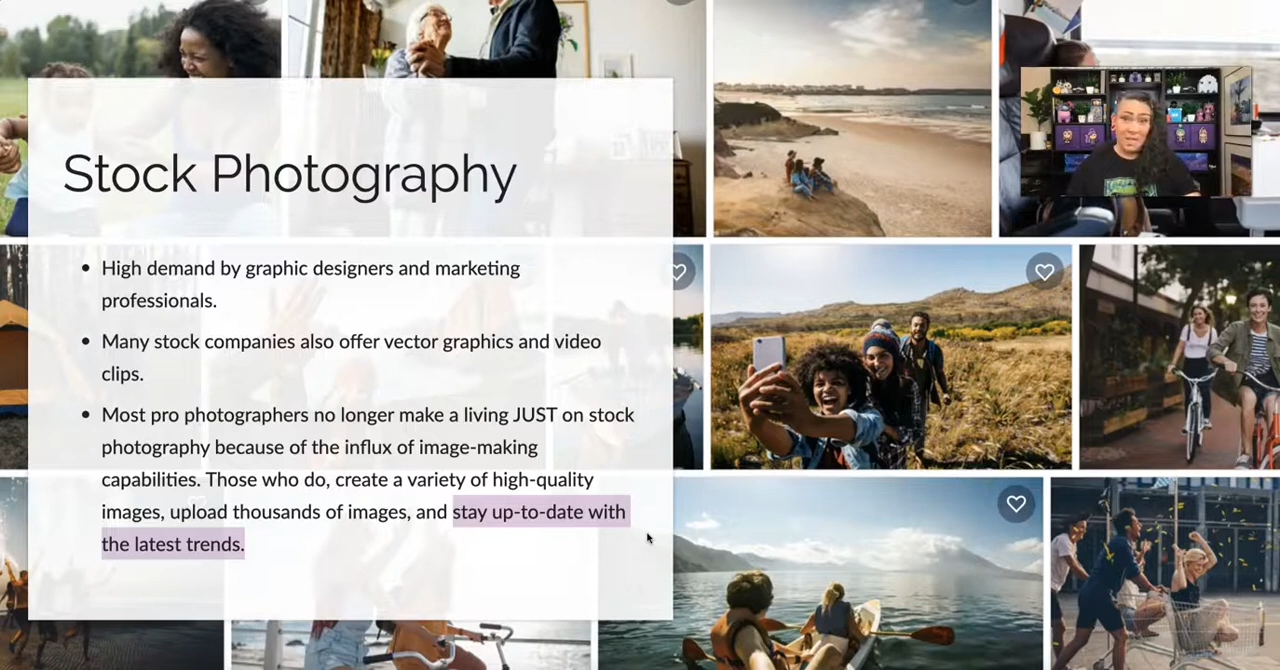 Stock Photography
• High demand by graphic designers and marketing
professionals.
• Many stock companies also offer vector graphics and video
clips.
• Most pro photographers no longer make a living JUST on stock
photography because of the influx of image-making
capabilities. Those who do, create a variety of high-quality
images, upload thousands of images, and stay up-to-date with
the latest trends.